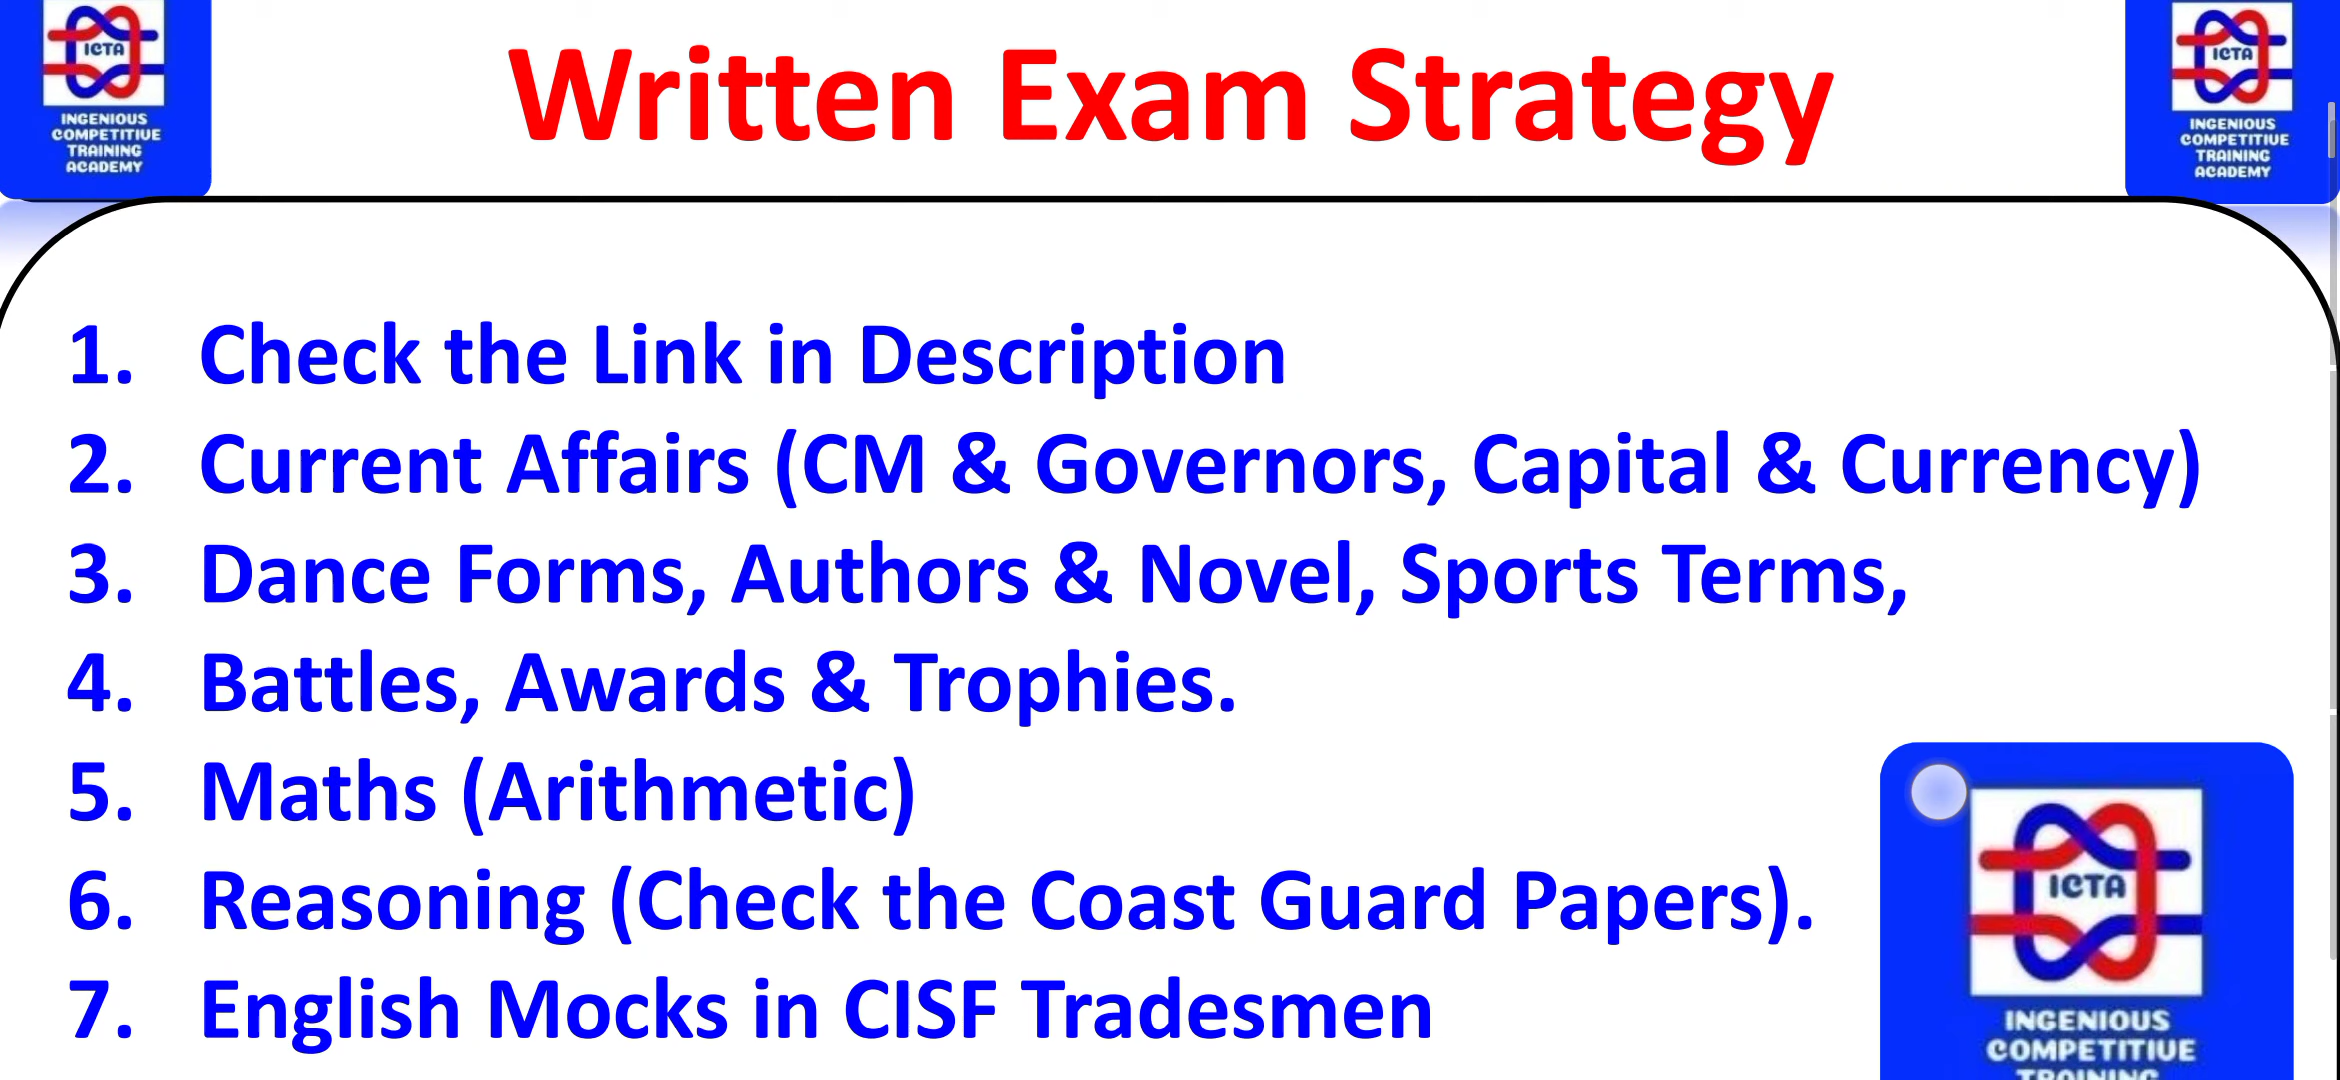 ICTA
INGENIOUS
COMPETITIVE
TRAINING
ACADEMY
Written Exam Strategy
ICTA
INGENIOUS
COMPETITIVE
TRAINING
ACADEMY
1. Check the Link in Description
2. Current Affairs (CM & Governors, Capital & Currency)
3. Dance Forms, Authors & Novel, Sports Terms,
4. Battles, Awards & Trophies.
5. Maths (Arithmetic)
6. Reasoning (Check the Coast Guard Papers).
7. English Mocks in CISF Tradesmen
ICTA
INGENIOUS
COMPETITIVE
TRAINING